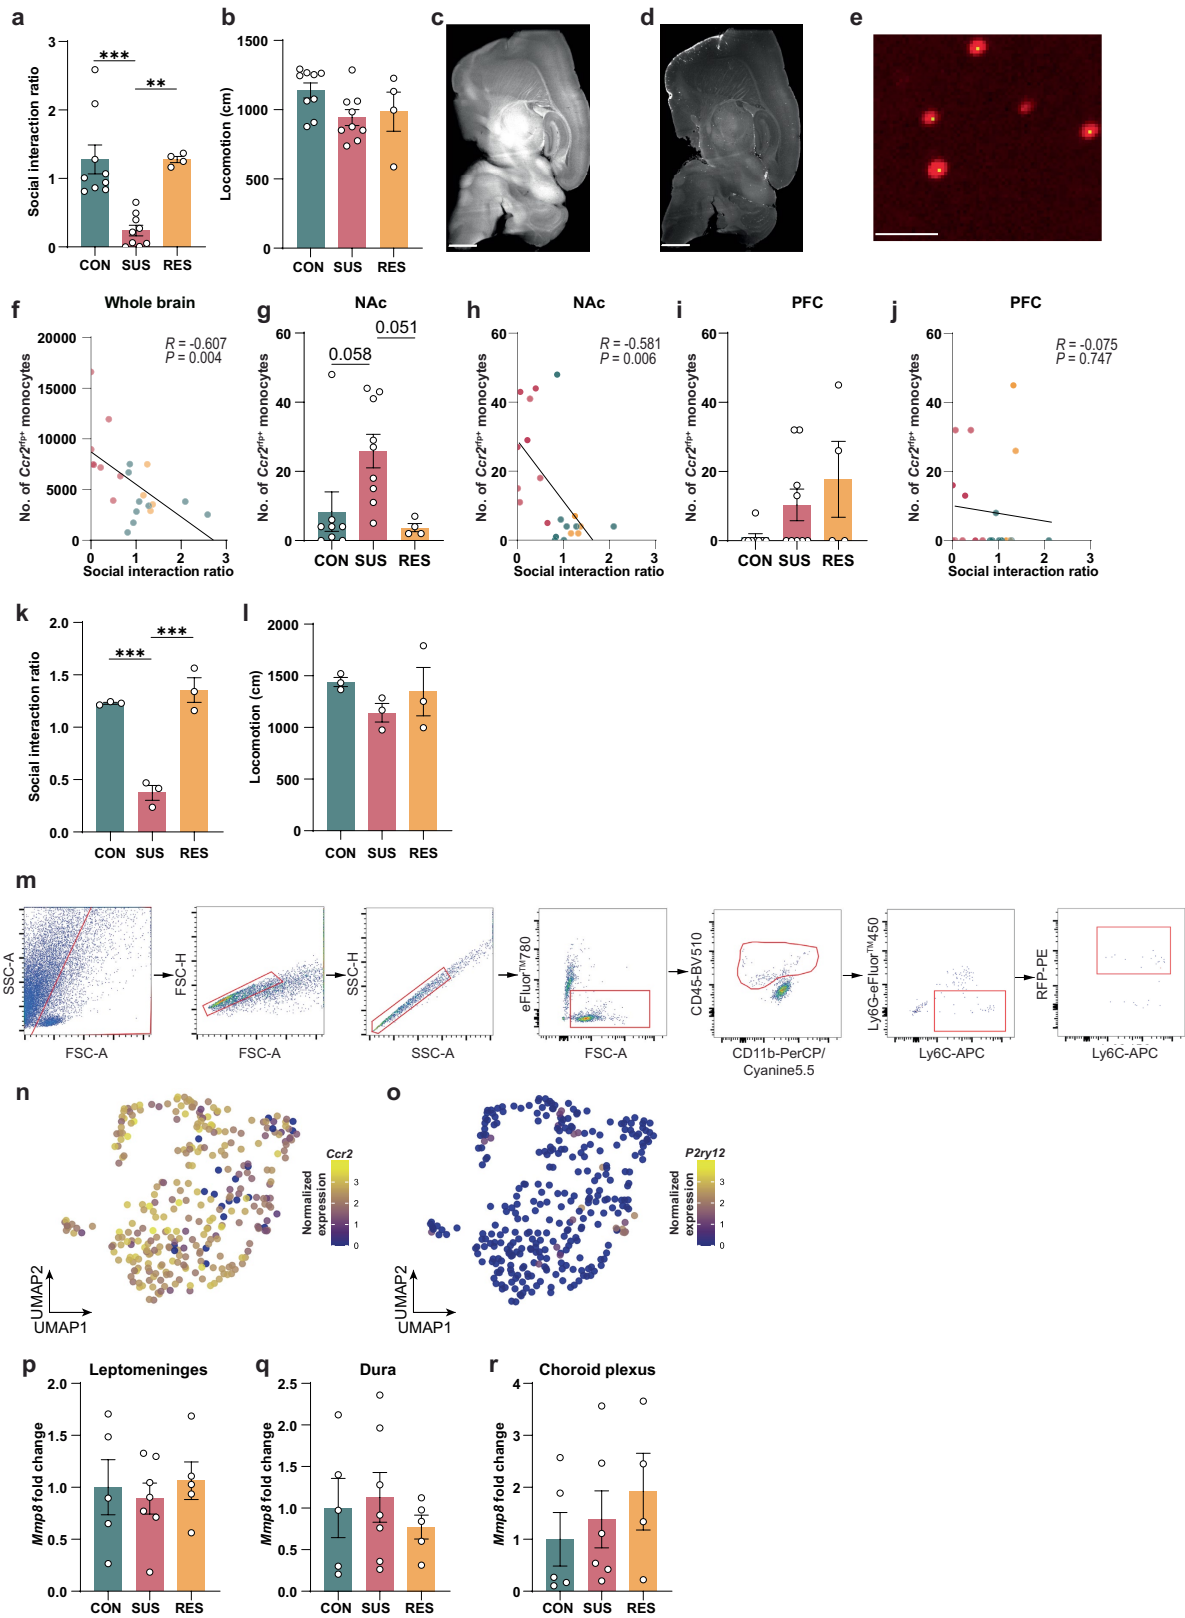 a
Social interaction ratio
3
2
1
0
***
**
CON SUS RES
b
Locomotion (cm)
1500
1000
500
0
CON SUS RES
c
d
e
f
Whole brain
No. of Ccr2rfp+ monocytes
20000
15000
10000
5000
0
R = -0.607
P = 0.004
0 1 2 3
Social interaction ratio
g
NAc
No. of Ccr2rfp+ monocytes
60
40
20
0
0.051
0.058
CON SUS RES
h
NAc
No. of Ccr2rfp+ monocytes
60
40
20
0
R = -0.581
P = 0.006
0 1 2 3
Social interaction ratio
i
PFC
No. of Ccr2rfp+ monocytes
60
40
20
0
CON SUS RES
j
PFC
No. of Ccr2rfp+ monocytes
60
40
20
0
R = -0.075
P = 0.747
0 1 2 3
Social interaction ratio
k
Social interaction ratio
2.0
1.5
1.0
0.5
0.0
***
***
CON SUS RES
l
Locomotion (cm)
2000
1500
1000
500
0
CON SUS RES
m
SSC-A
FSC-A
FSC-H
FSC-A
SSC-H
SSC-A
eFluor™780
FSC-A
CD45-BV510
CD11b-PerCP/
Cyanine5.5
Ly6G-eFluor™450
Ly6C-APC
RFP-PE
Ly6C-APC
n
Ccr2
Normalized
expression
3
2
1
0
UMAP2
UMAP1
o
P2ry12
Normalized
expression
3
2
1
0
UMAP2
UMAP1
p
Leptomeninges
Mmp8 fold change
2.0
1.5
1.0
0.5
0.0
CON SUS RES
q
Dura
Mmp8 fold change
2.5
2.0
1.5
1.0
0.5
0.0
CON SUS RES
r
Choroid plexus
Mmp8 fold change
4
3
2
1
0
CON SUS RES